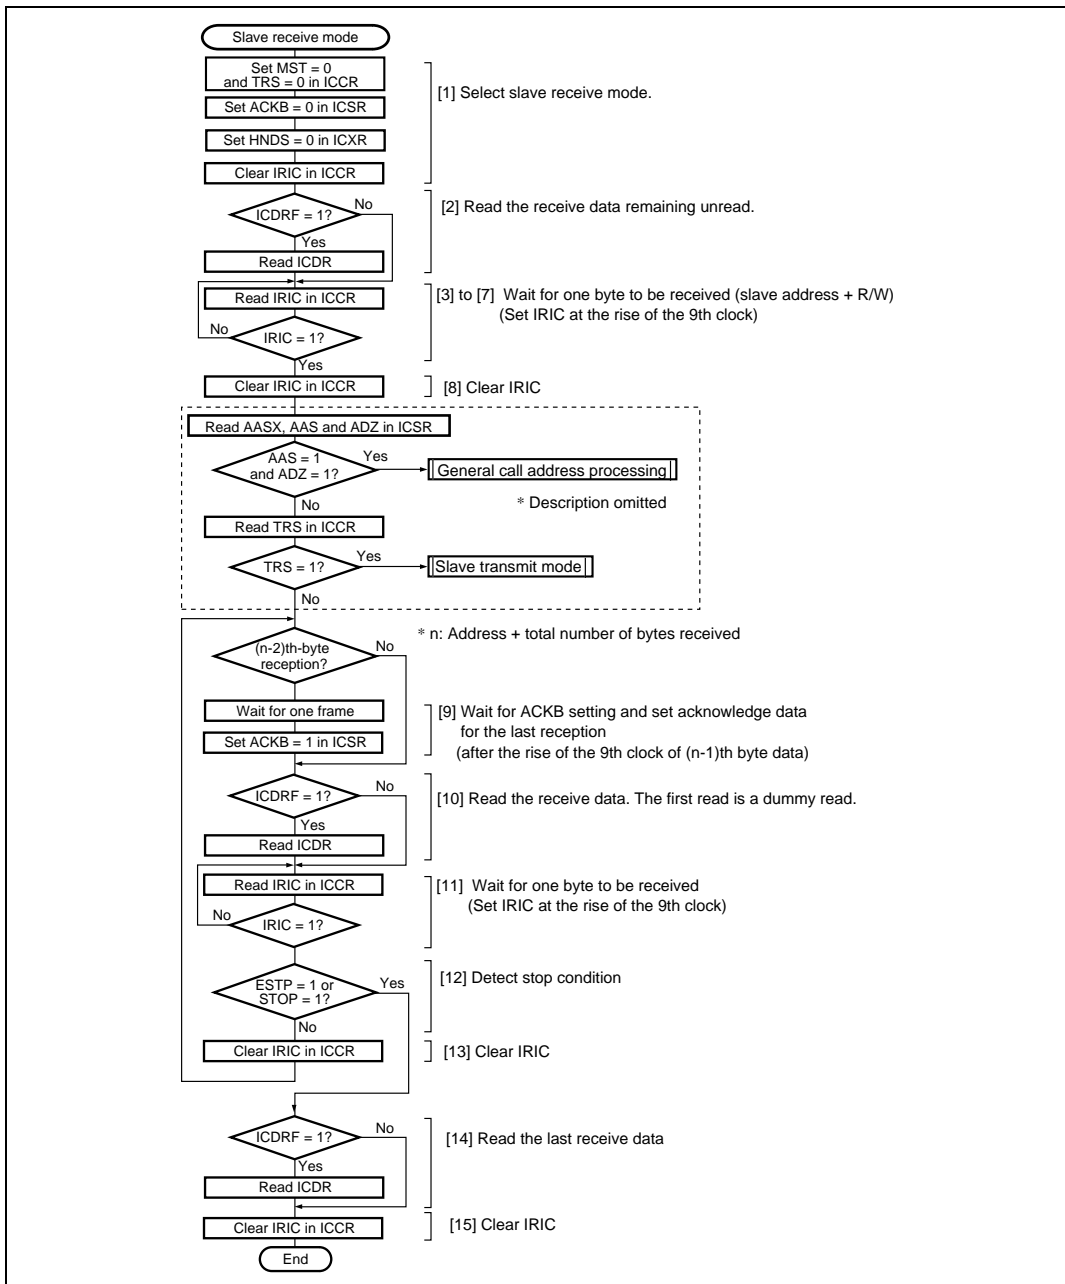 Slave receive mode
Set MST = 0
and TRS = 0 in ICCR
[1] Select slave receive mode.
Set ACKB = 0 in ICSR
Set HNDS = 0 in ICXR
Clear IRIC in ICCR
ICDRF = 1?
No
[2] Read the receive data remaining unread.
Yes
Read ICDR
Read IRIC in ICCR
[3] to [7] Wait for one byte to be received (slave address + R/W)
(Set IRIC at the rise of the 9th clock)
No
IRIC = 1?
Yes
Clear IRIC in ICCR
[8] Clear IRIC
Read AASX, AAS and ADZ in ICSR
AAS = 1
and ADZ = 1?
Yes
General call address processing
No
* Description omitted
Read TRS in ICCR
TRS = 1?
Yes
Slave transmit mode
No
* n: Address + total number of bytes received
(n-2)th-byte
reception?
No
Wait for one frame
[9] Wait for ACKB setting and set acknowledge data
for the last reception
(after the rise of the 9th clock of (n-1)th byte data)
Set ACKB = 1 in ICSR
ICDRF = 1?
No
[10] Read the receive data. The first read is a dummy read.
Yes
Read ICDR
Read IRIC in ICCR
[11] Wait for one byte to be received
(Set IRIC at the rise of the 9th clock)
No
IRIC = 1?
ESTP = 1 or
STOP = 1?
Yes
[12] Detect stop condition
No
Clear IRIC in ICCR
[13] Clear IRIC
ICDRF = 1?
No
[14] Read the last receive data
Yes
Read ICDR
Clear IRIC in ICCR
[15] Clear IRIC
End